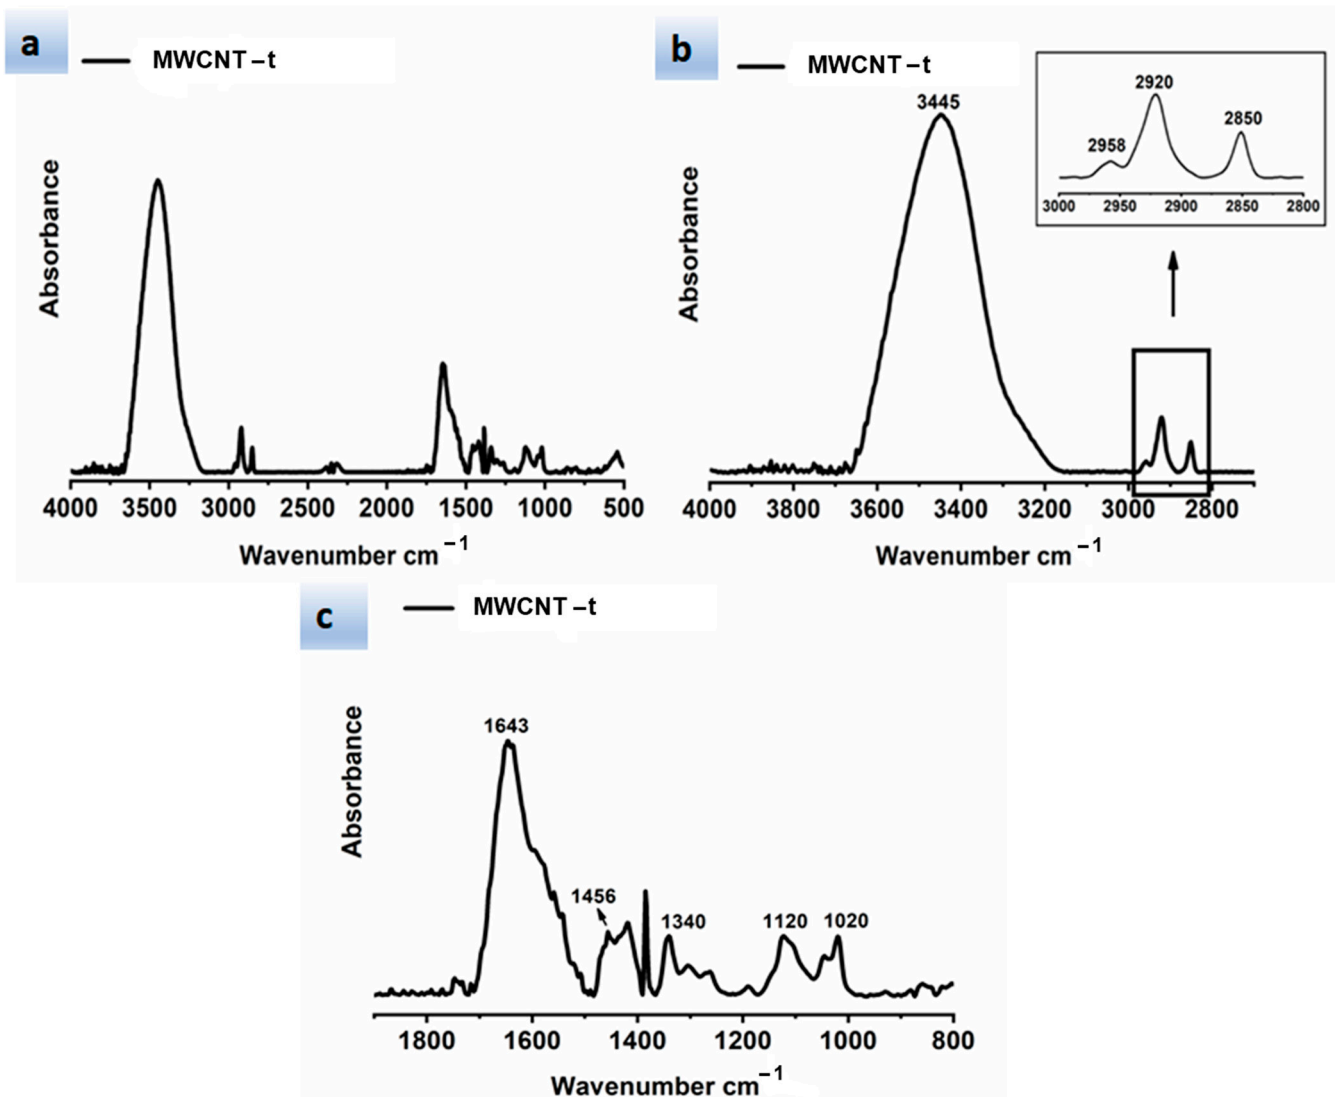 a
MWCNT –t
Absorbance
4000 3500 3000 2500 2000 1500 1000 500
Wavenumber cm –1
b
MWCNT –t
3445
Absorbance
2920
2850
2958
3000 2950 2900 2850 2800
4000 3800 3600 3400 3200 3000 2800
Wavenumber cm –1
c
MWCNT –t
1643
Absorbance
1456
1340
1120
1020
1800 1600 1400 1200 1000 800
Wavenumber cm –1